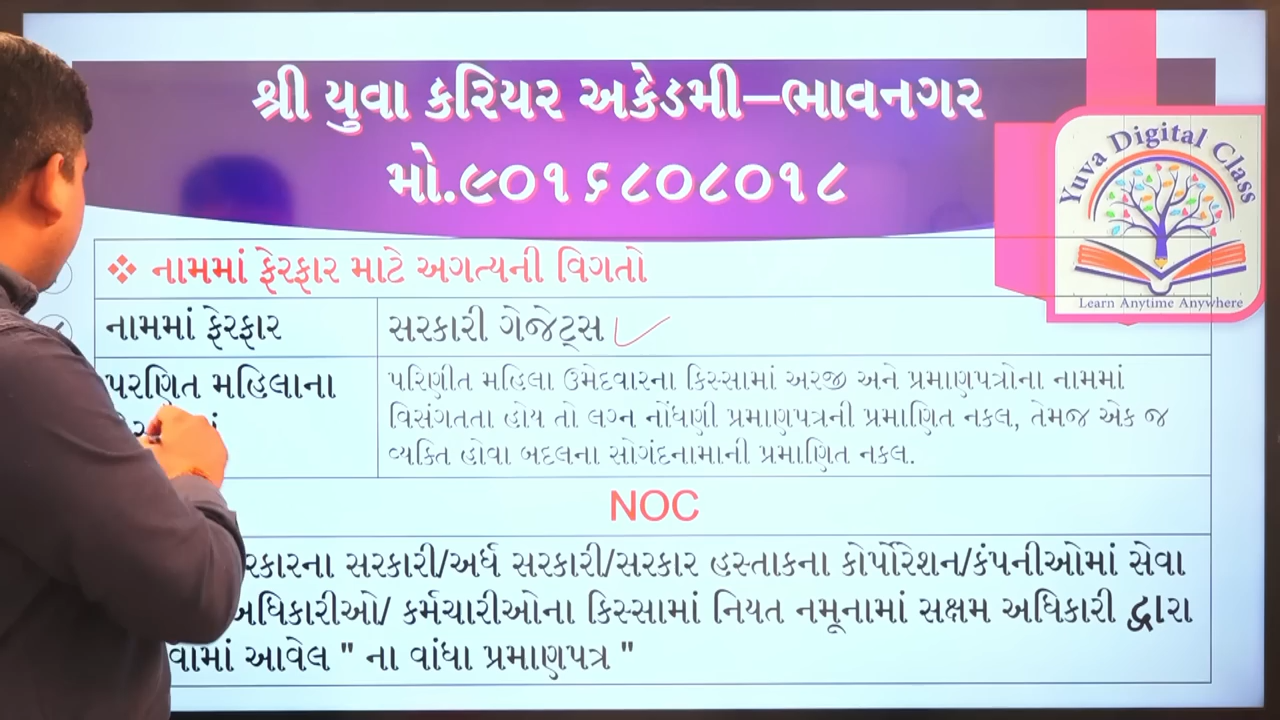 શ્રી યુવા કરિયર અકેડમી–ભાવનગર
મો.૯૦૧૬૮૦૮૦૧૮
Yuva Digital Class
Learn Anytime Anywhere
❖ નામમાં ફેરફાર માટે અગત્યની વિગતો
નામમાં ફેરફાર
સરકારી ગેજેટ્સ
પરણિત મહિલાના
પરિણીત મહિલા ઉમેદવારના કિસ્સામાં અરજી અને પ્રમાણપત્રોના નામમાં
વિસંગતતા હોય તો લગ્ન નોંધણી પ્રમાણપત્રની પ્રમાણિત નકલ, તેમજ એક જ
વ્યક્તિ હોવા બદલના સોગંદનામાની પ્રમાણિત નકલ.
NOC
સરકારી/અર્ધ સરકારી/સરકાર હસ્તાકના કોર્પોરેશન/કંપનીઓમાં સેવા
અધિકારીઓ/ કર્મચારીઓના કિસ્સામાં નિયત નમૂનામાં સક્ષમ અધિકારી દ્વારા
આવેલ " ના વાંધા પ્રમાણપત્ર "